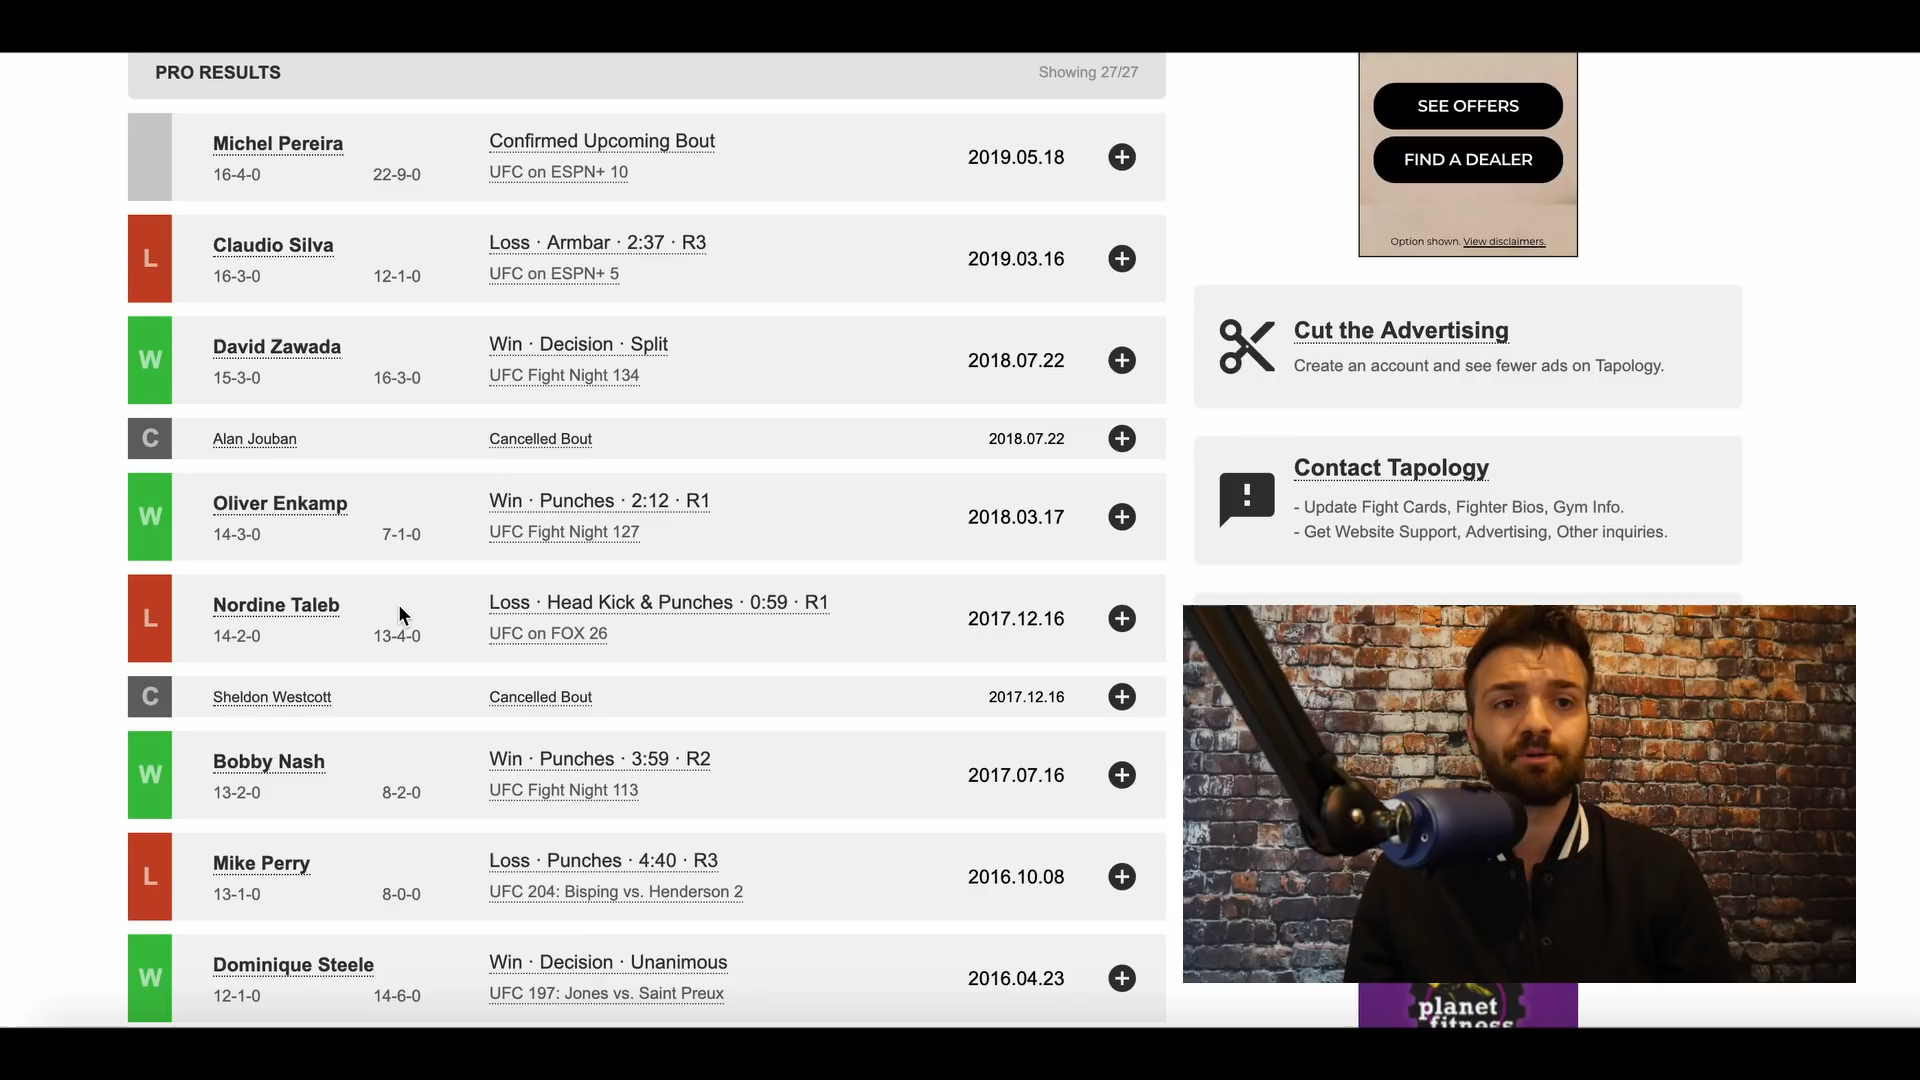 PRO RESULTS
Showing 27/27
Michel Pereira
16-4-0
22-9-0
Confirmed Upcoming Bout
UFC on ESPN+ 10
2019.05.18
L
Claudio Silva
16-3-0
12-1-0
Loss · Armbar · 2:37 · R3
UFC on ESPN+ 5
2019.03.16
W
David Zawada
15-3-0
16-3-0
Win · Decision · Split
UFC Fight Night 134
2018.07.22
C
Alan Jouban
Cancelled Bout
2018.07.22
W
Oliver Enkamp
14-3-0
7-1-0
Win · Punches · 2:12 · R1
UFC Fight Night 127
2018.03.17
L
Nordine Taleb
14-2-0
13-4-0
Loss · Head Kick & Punches · 0:59 · R1
UFC on FOX 26
2017.12.16
C
Sheldon Westcott
Cancelled Bout
2017.12.16
W
Bobby Nash
13-2-0
8-2-0
Win · Punches · 3:59 · R2
UFC Fight Night 113
2017.07.16
L
Mike Perry
13-1-0
8-0-0
Loss · Punches · 4:40 · R3
UFC 204: Bisping vs. Henderson 2
2016.10.08
W
Dominique Steele
12-1-0
14-6-0
Win · Decision · Unanimous
UFC 197: Jones vs. Saint Preux
2016.04.23
SEE OFFERS
FIND A DEALER
Option shown. View disclaimers.
Cut the Advertising
Create an account and see fewer ads on Tapology.
Contact Tapology
- Update Fight Cards, Fighter Bios, Gym Info.
- Get Website Support, Advertising, Other inquiries.
planet
fitness